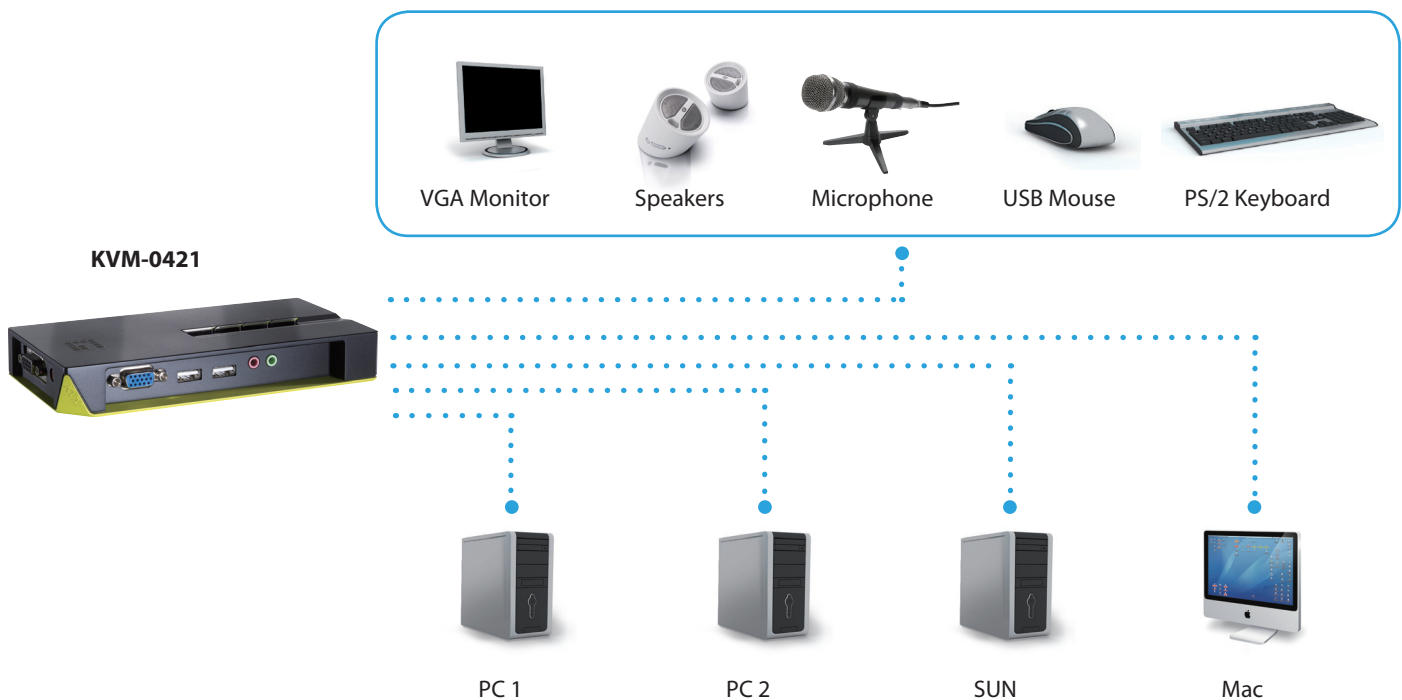 VGA Monitor
Speakers
Microphone
USB Mouse
PS/2 Keyboard
KVM-0421
PC 1
PC 2
SUN
Mac